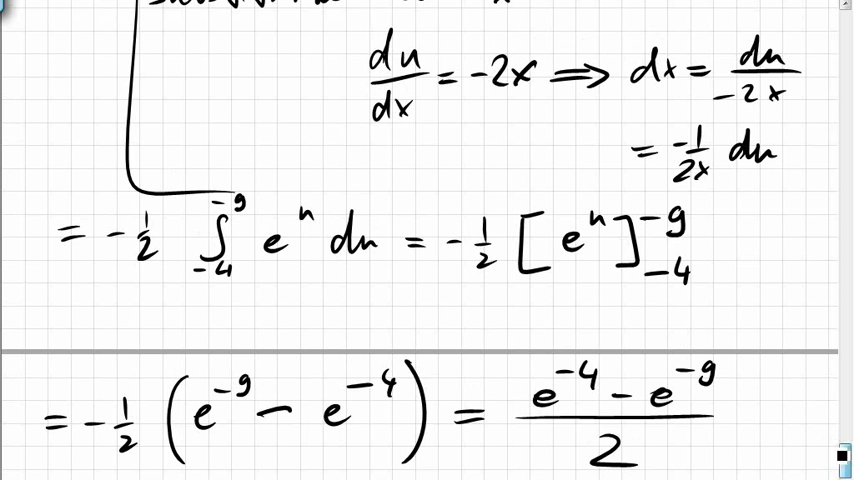 du/dx = -2x ⟹ dx = du/-2x
= -1/2x du
= -1/2 ∫_{-4}^{-9} e^u du = -1/2 [e^u]_{-4}^{-9}
= -1/2 (e^{-9} - e^{-4}) = (e^{-4} - e^{-9})/2